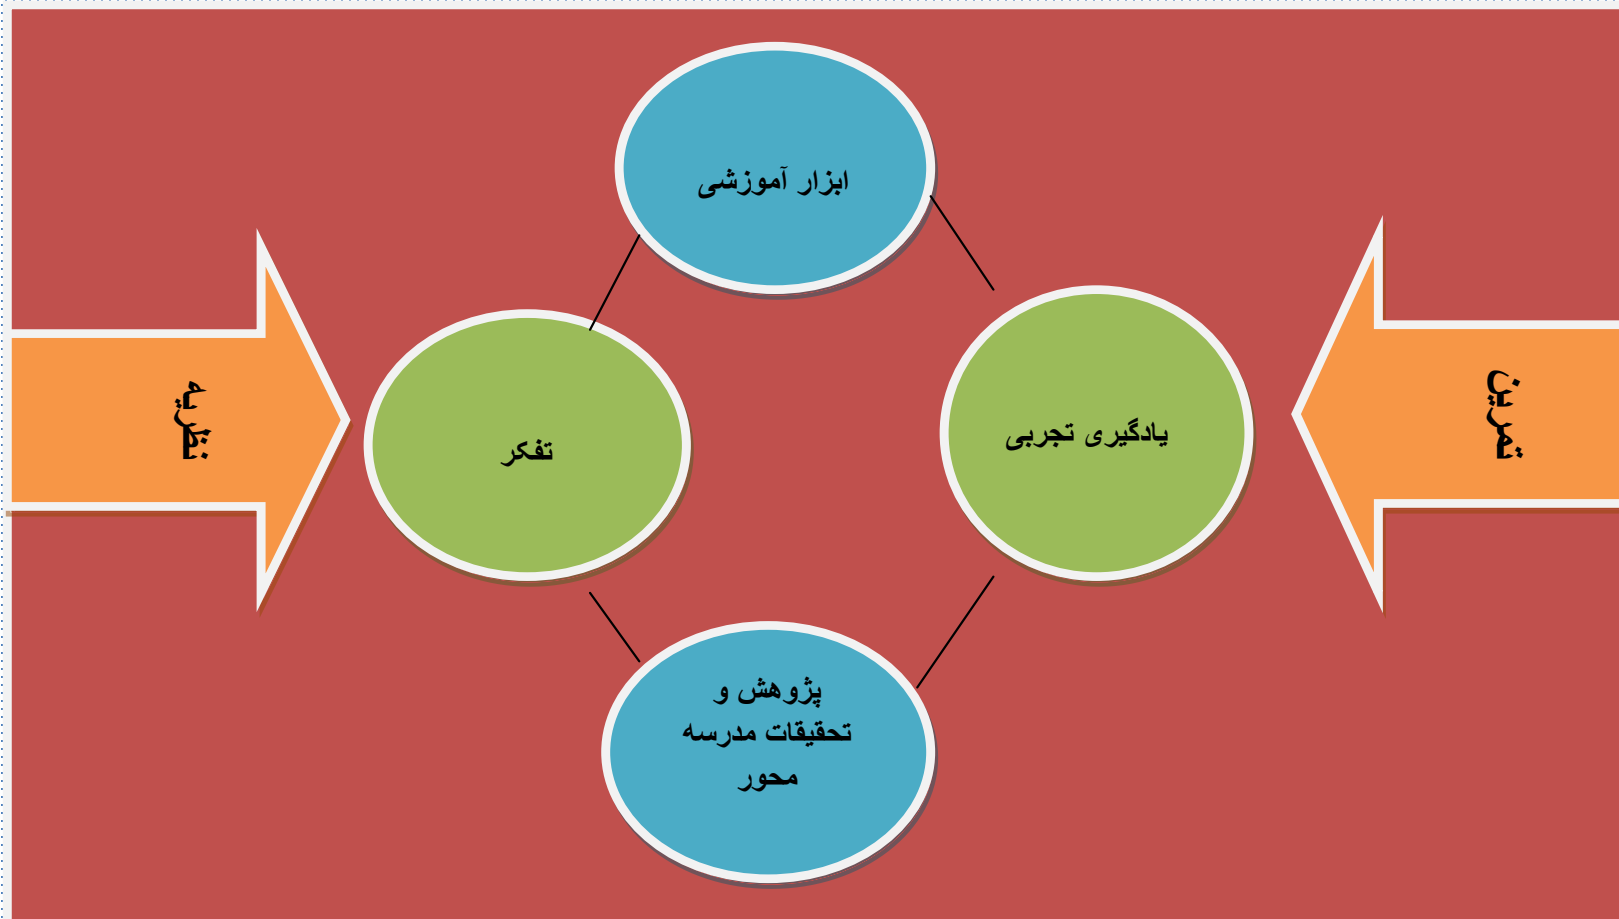 ابزار آموزشی
تمرین
یادگیری تجربی
تفکر
نظریه
پژوهش و
تحقیقات مدرسه
محور